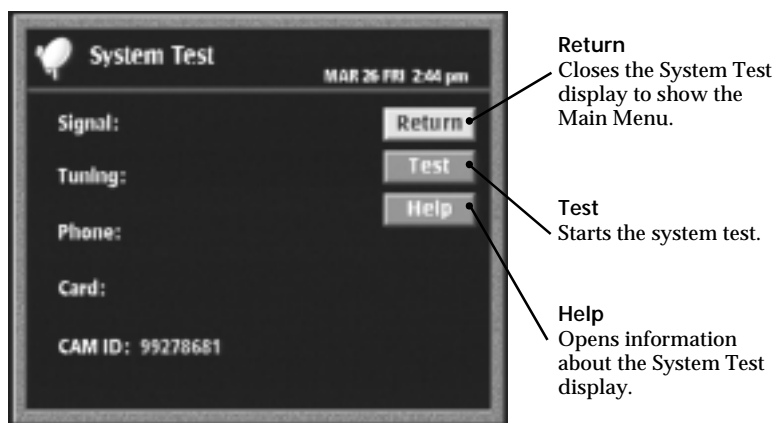 System Test
MAR 26 FRI 2:44 pm
Signal:
Tuning:
Phone:
Card:
CAM ID: 99278681
Return
Test
Help
Return
Closes the System Test
display to show the
Main Menu.
Test
Starts the system test.
Help
Opens information
about the System Test
display.